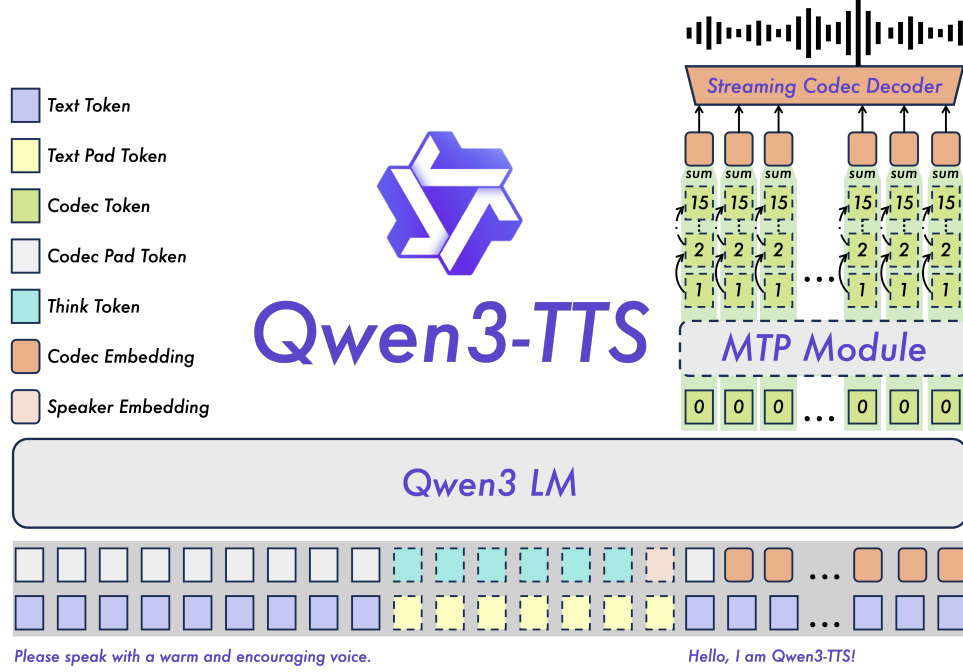 Streaming Codec Decoder
Text Token
Text Pad Token
Codec Token
Codec Pad Token
Think Token
Codec Embedding
Speaker Embedding
Qwen3-TTS
sum sum sum sum sum sum
15 15 15 15 15 15
2 2 2 2 2 2
1 1 1 ... 1 1 1
MTP Module
0 0 0 ... 0 0 0
Qwen3 LM
...
...
Please speak with a warm and encouraging voice.
Hello, I am Qwen3-TTS!